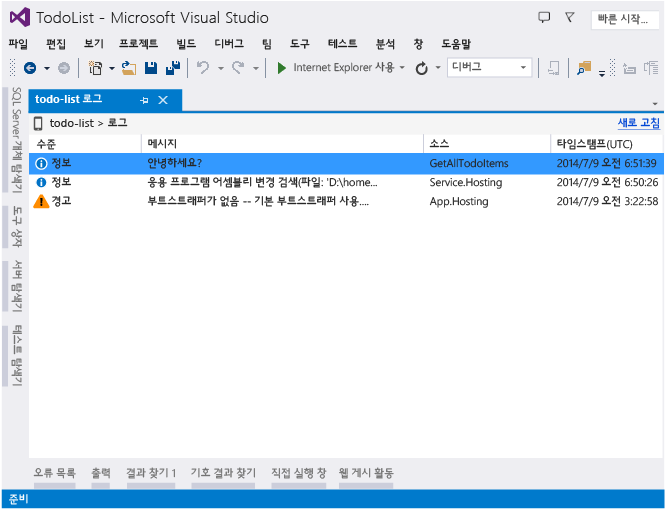 TodoList - Microsoft Visual Studio
빠른 시작...
파일 편집 보기 프로젝트 빌드 디버그 팀 도구 테스트 분석 창 도움말
Internet Explorer 사용 디버그
SQL Server 개체 탐색기
도구 상자
서버 탐색기
테스트 탐색기
todo-list 로그
todo-list > 로그 새로 고침
수준 메시지 소스 타임스탬프(UTC)
정보 안녕하세요? GetAllTodoItems 2014/7/9 오전 6:51:39
정보 응용 프로그램 어셈블리 변경 검색(파일: 'D:\home... Service.Hosting 2014/7/9 오전 6:50:26
경고 부트스트래퍼가 없음 -- 기본 부트스트래퍼 사용.... App.Hosting 2014/7/9 오전 3:22:58
오류 목록 출력 결과 찾기 1 기호 결과 찾기 직접 실행 창 웹 게시 활동
준비